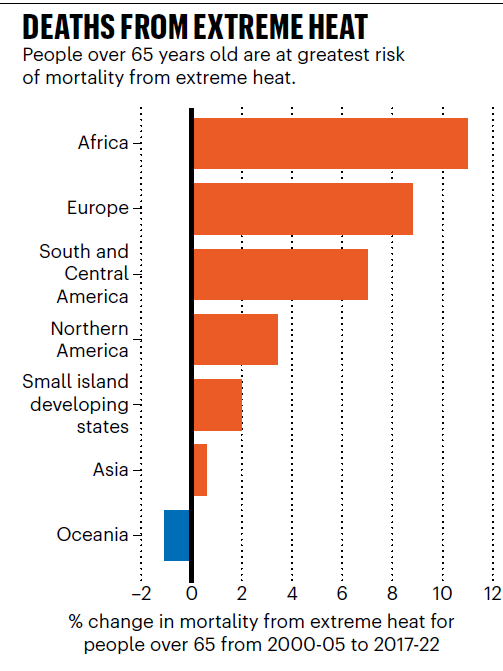 DEATHS FROM EXTREME HEAT
People over 65 years old are at greatest risk
of mortality from extreme heat.
Africa
Europe
South and
Central
America
Northern
America
Small island
developing
states
Asia
Oceania
–2 0 2 4 6 8 10 12
% change in mortality from extreme heat for
people over 65 from 2000-05 to 2017-22